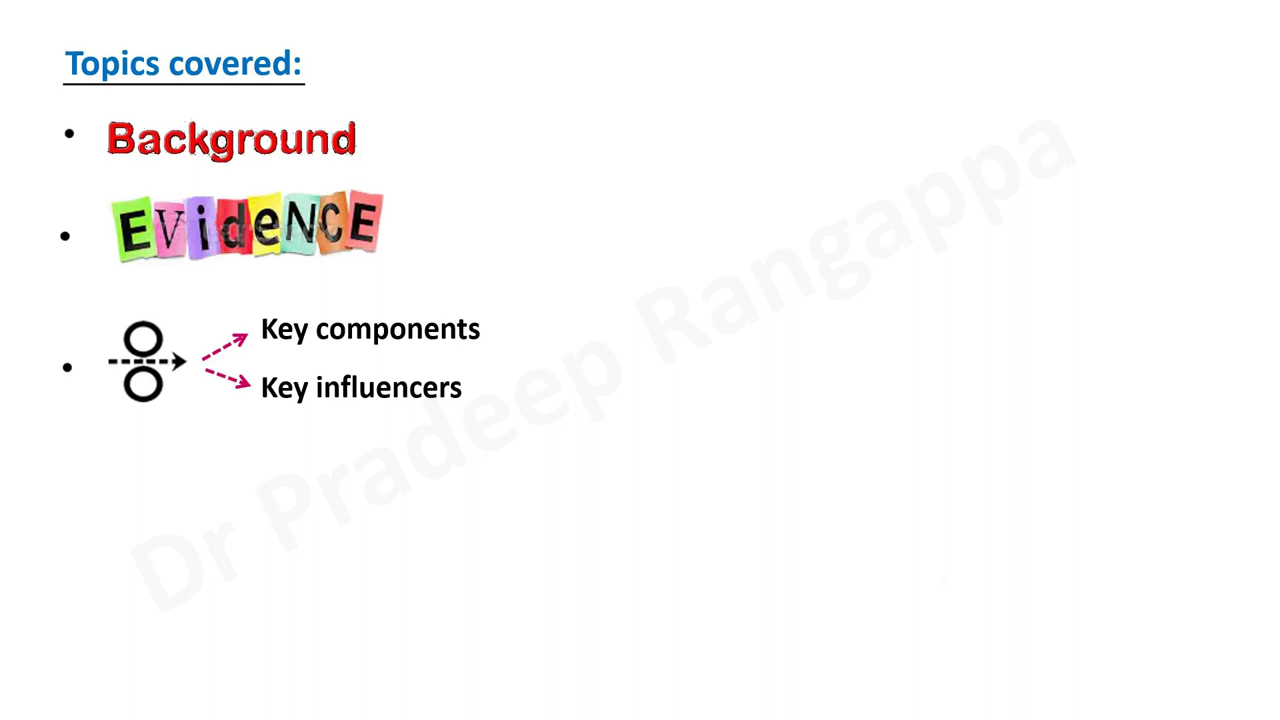 Topics covered:
Background
EVideNCE
Key components
Key influencers
Dr Pradeep Rangappa